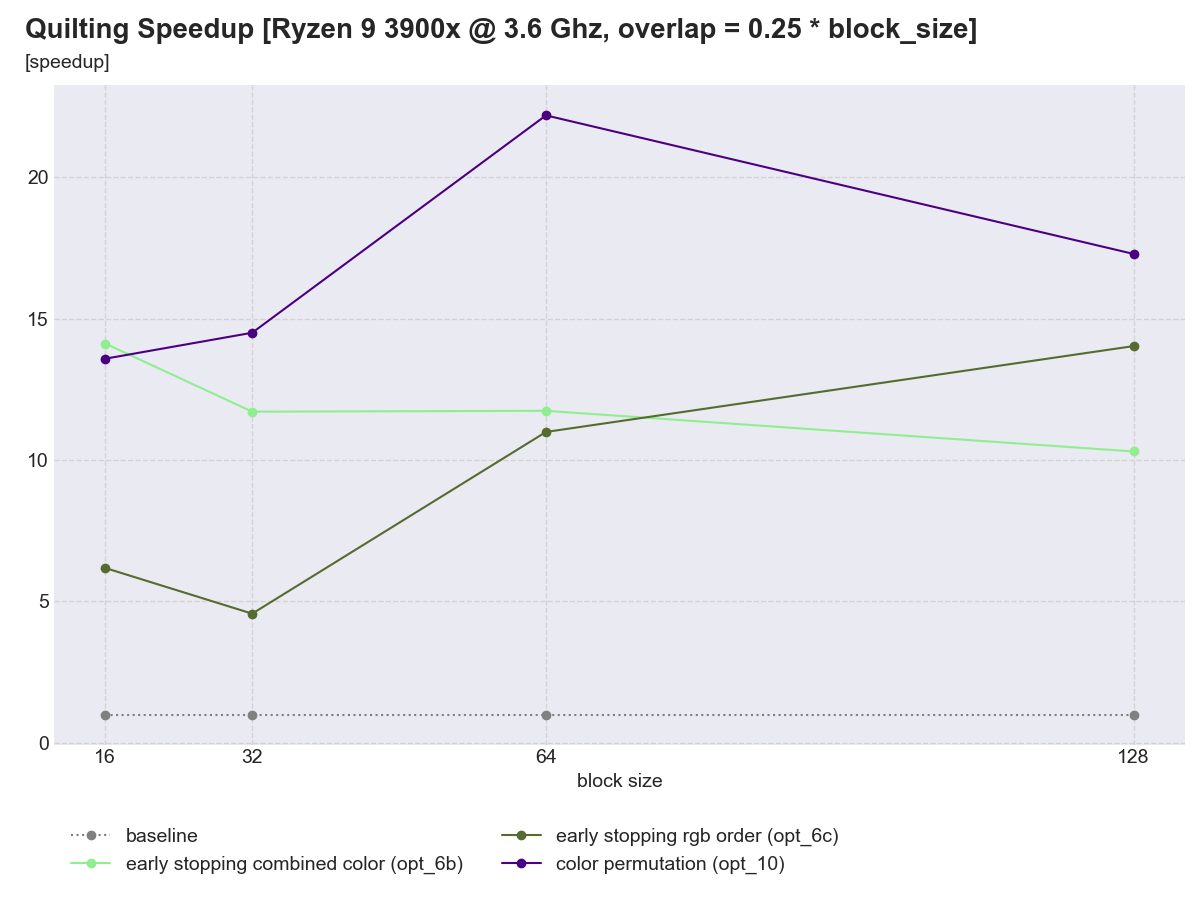 Quilting Speedup [Ryzen 9 3900x @ 3.6 Ghz, overlap = 0.25 * block_size]
[speedup]
20
15
10
5
0
16 32 64 128
block size
baseline
early stopping combined color (opt_6b)
early stopping rgb order (opt_6c)
color permutation (opt_10)